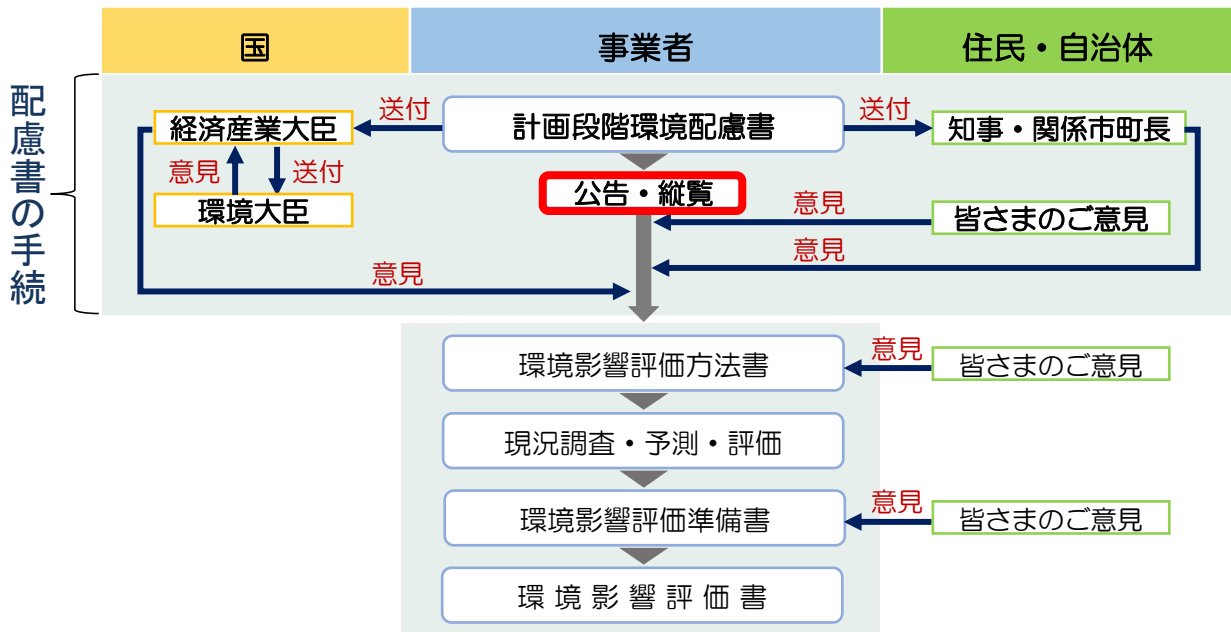 国
事業者
住民・自治体
配慮書の手続
経済産業大臣
送付
計画段階環境配慮書
送付
知事・関係市町長
意見
送付
環境大臣
公告・縦覧
意見
皆さまのご意見
意見
意見
環境影響評価方法書
意見
皆さまのご意見
現況調査・予測・評価
環境影響評価準備書
意見
皆さまのご意見
環境影響評価書